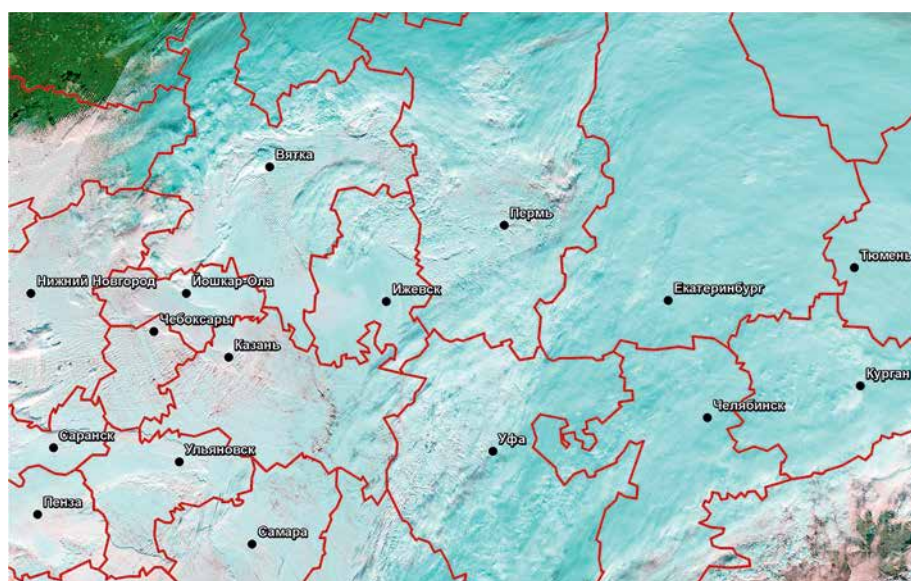 Вятка
Пермь
Тюмень
Нижний Новгород
Йошкар-Ола
Ижевск
Екатеринбург
Чебоксары
Казань
Курган
Челябинск
Саранск
Ульяновск
Уфа
Пенза
Самара